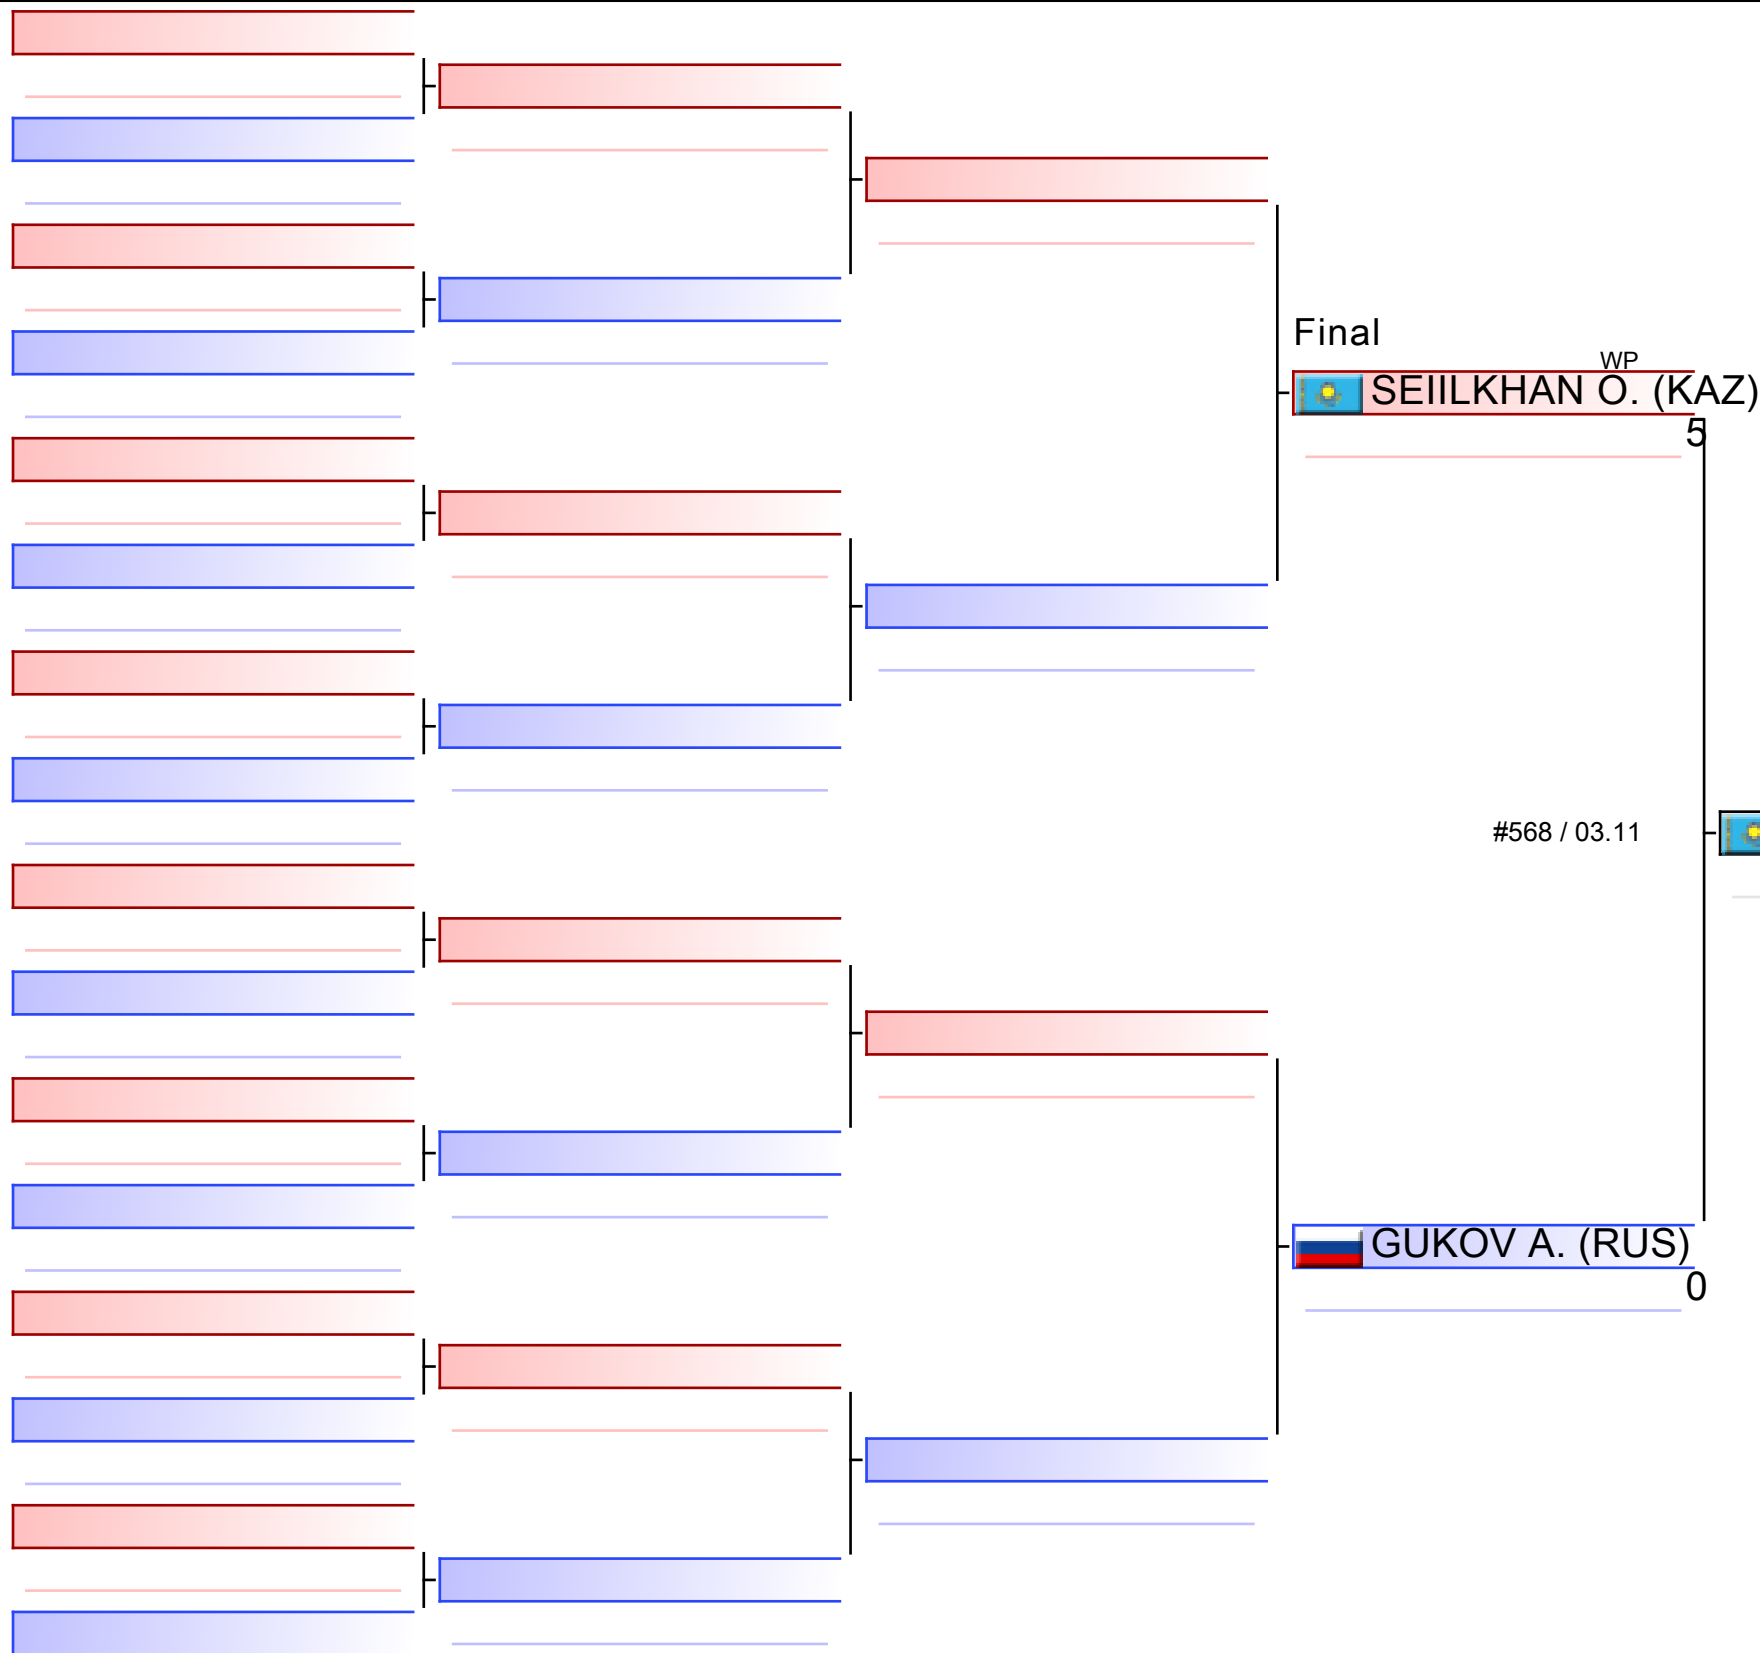 Final
WP
SEIILKHAN O. (KAZ)
5
#568 / 03.11
GUKOV A. (RUS)
0